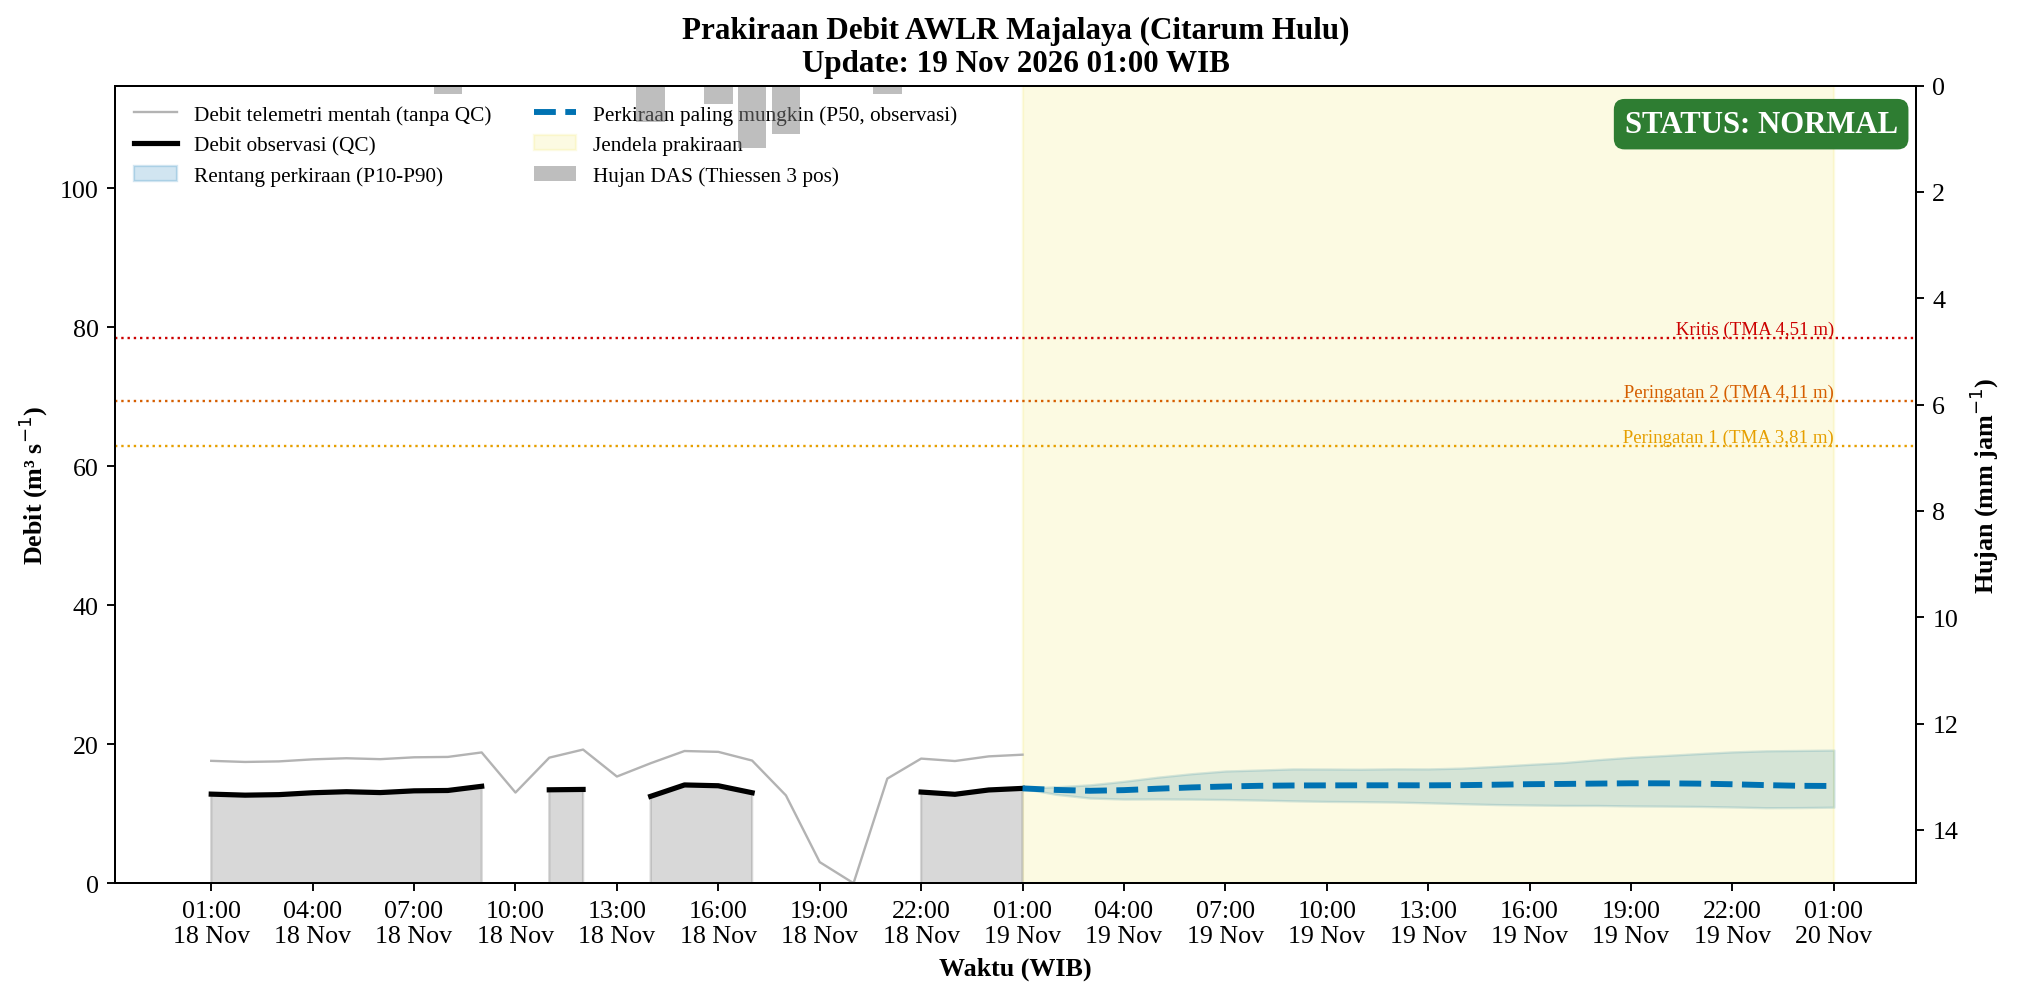 Prakiraan Debit AWLR Majalaya (Citarum Hulu)
Update: 19 Nov 2026 01:00 WIB
Debit telemetri mentah (tanpa QC)
Debit observasi (QC)
Rentang perkiraan (P10-P90)
Perkiraan paling mungkin (P50, observasi)
Jendela prakiraan
Hujan DAS (Thiessen 3 pos)
STATUS: NORMAL
Kritis (TMA 4,51 m)
Peringatan 2 (TMA 4,11 m)
Peringatan 1 (TMA 3,81 m)
Debit (m³ s⁻¹)
100
80
60
40
20
0
Hujan (mm jam⁻¹)
0
2
4
6
8
10
12
14
01:00 04:00 07:00 10:00 13:00 16:00 19:00 22:00 01:00 04:00 07:00 10:00 13:00 16:00 19:00 22:00 01:00
18 Nov 18 Nov 18 Nov 18 Nov 18 Nov 18 Nov 18 Nov 18 Nov 19 Nov 19 Nov 19 Nov 19 Nov 19 Nov 19 Nov 19 Nov 19 Nov 20 Nov
Waktu (WIB)